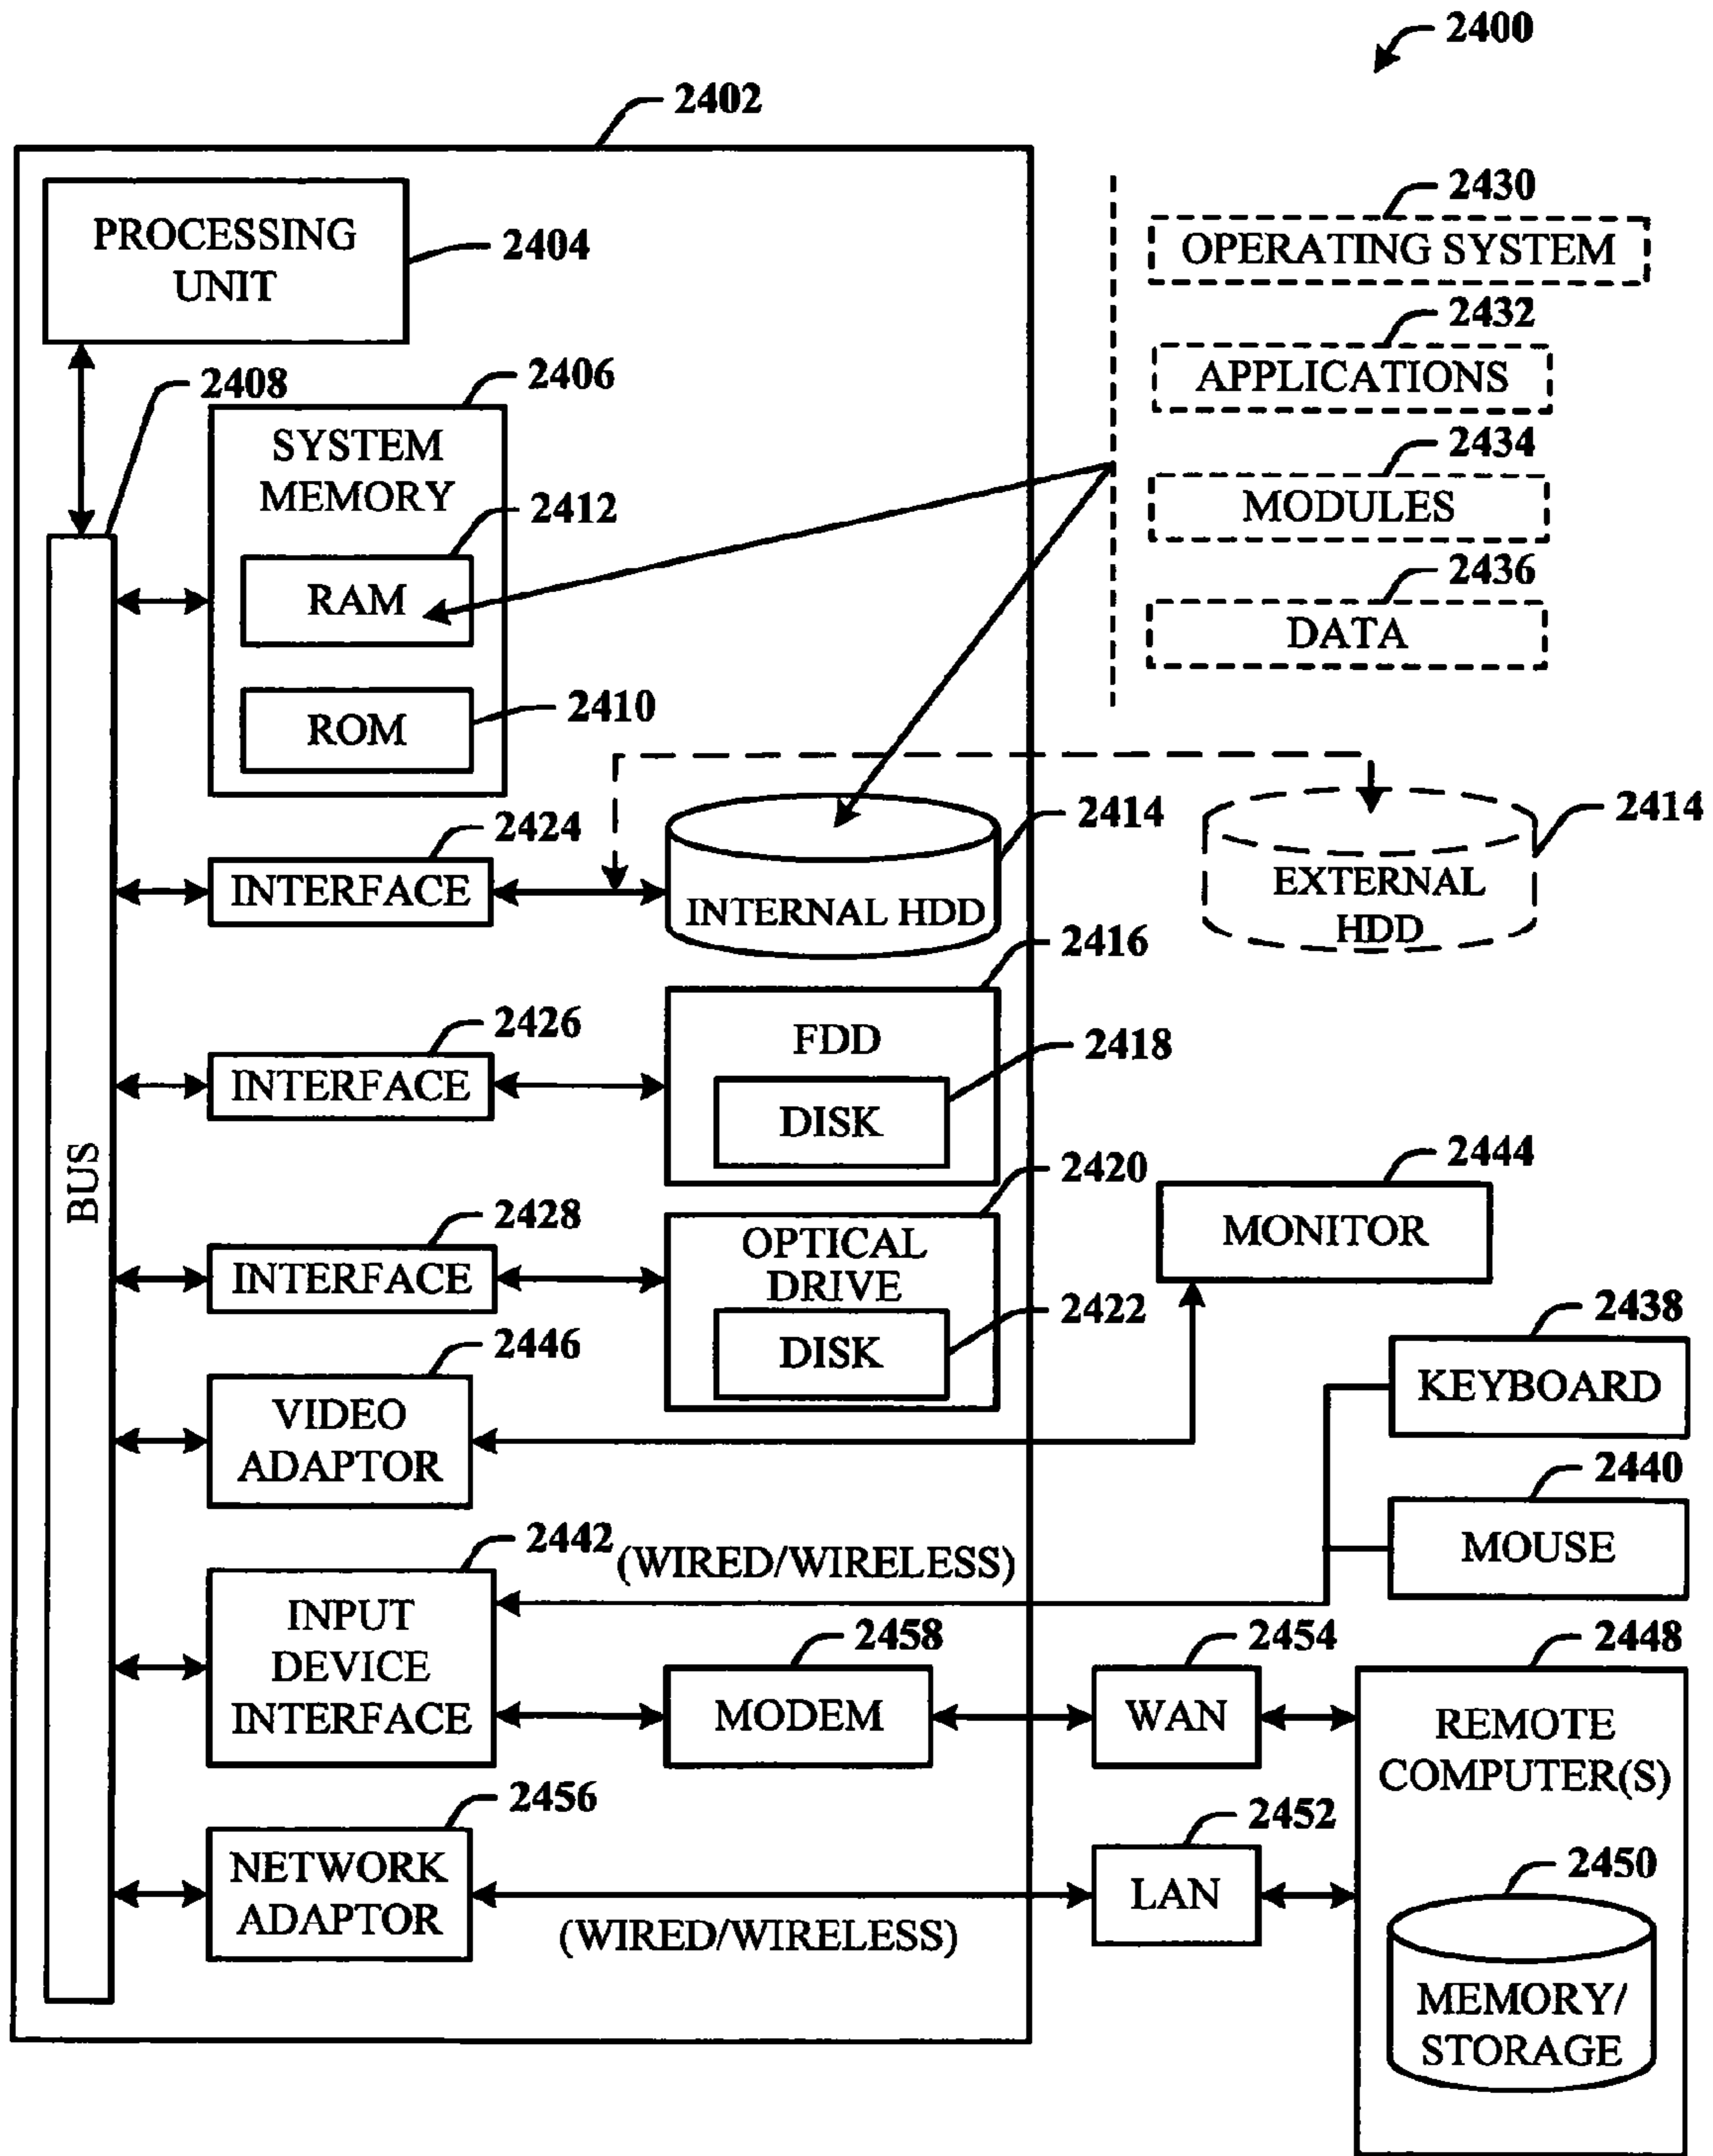 2400
2402
PROCESSING
UNIT
2404
2430
OPERATING SYSTEM
2432
APPLICATIONS
2434
MODULES
2436
DATA
2408
2406
SYSTEM
MEMORY
2412
RAM
ROM
2410
2424
INTERFACE
INTERNAL HDD
2414
EXTERNAL
HDD
2414
2426
INTERFACE
2416
FDD
2418
DISK
BUS
2428
INTERFACE
2420
OPTICAL
DRIVE
2422
DISK
2444
MONITOR
2446
VIDEO
ADAPTOR
2438
KEYBOARD
2440
MOUSE
2442
(WIRED/WIRELESS)
INPUT
DEVICE
INTERFACE
2458
MODEM
2454
WAN
2448
REMOTE
COMPUTER(S)
2456
NETWORK
ADAPTOR
(WIRED/WIRELESS)
2452
LAN
2450
MEMORY/
STORAGE